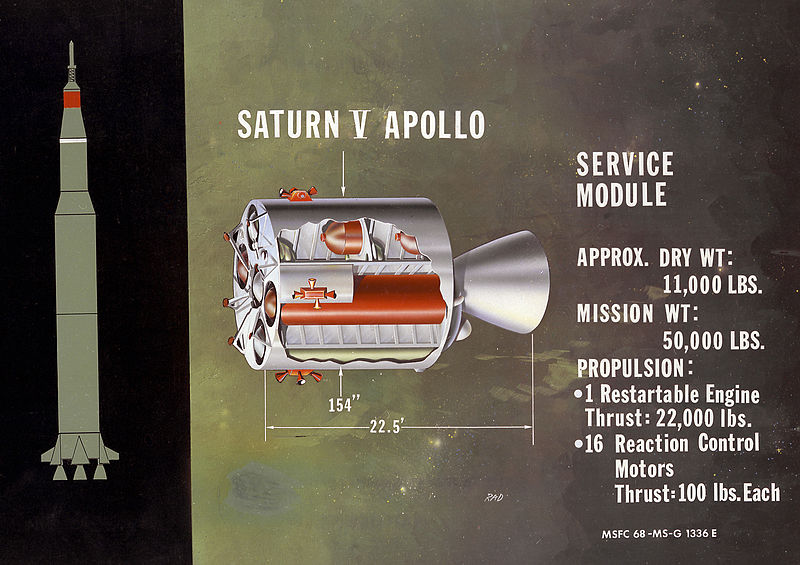 SATURN V APOLLO
SERVICE
MODULE
APPROX. DRY WT:
11,000 LBS.
MISSION WT:
50,000 LBS.
PROPULSION:
•1 Restartable Engine
Thrust: 22,000 lbs.
•16 Reaction Control
Motors
Thrust: 100 lbs. Each
154"
22.5'
RHD
MSFC 68-MS-G 1336 E